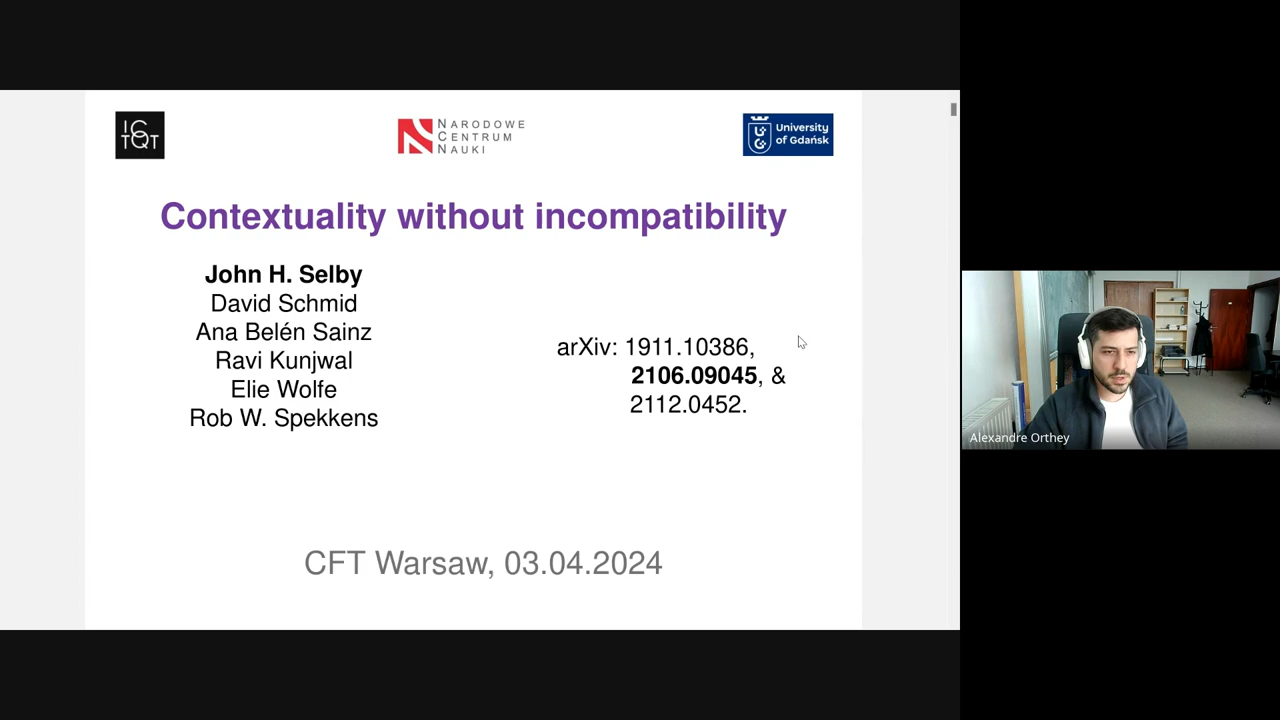 IC
TQT
NARODOWE
CENTRUM
NAUKI
University
of Gdańsk
Contextuality without incompatibility
John H. Selby
David Schmid
Ana Belén Sainz
Ravi Kunjwal
Elie Wolfe
Rob W. Spekkens
arXiv: 1911.10386,
2106.09045, &
2112.0452.
CFT Warsaw, 03.04.2024
Alexandre Orthey